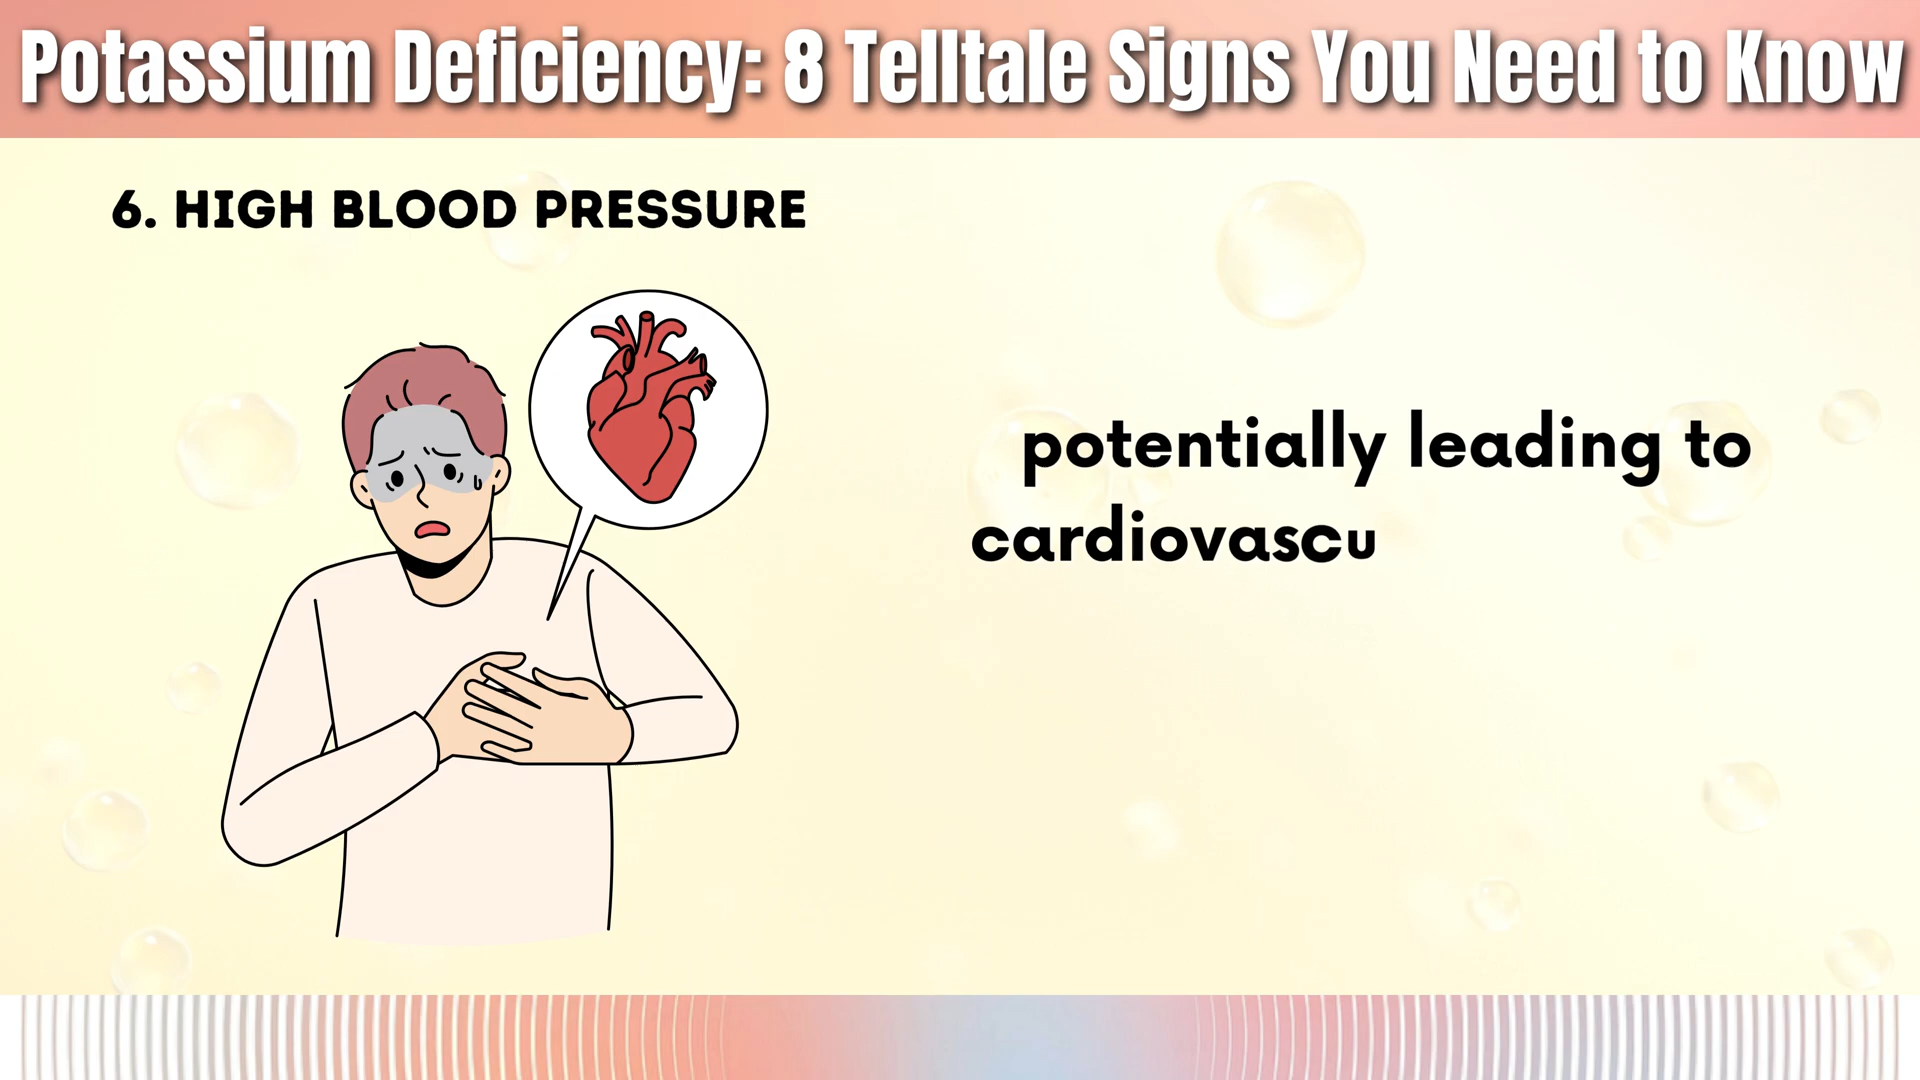 Potassium Deficiency: 8 Telltale Signs You Need to Know
6. HIGH BLOOD PRESSURE
potentially leading to
cardiovascu